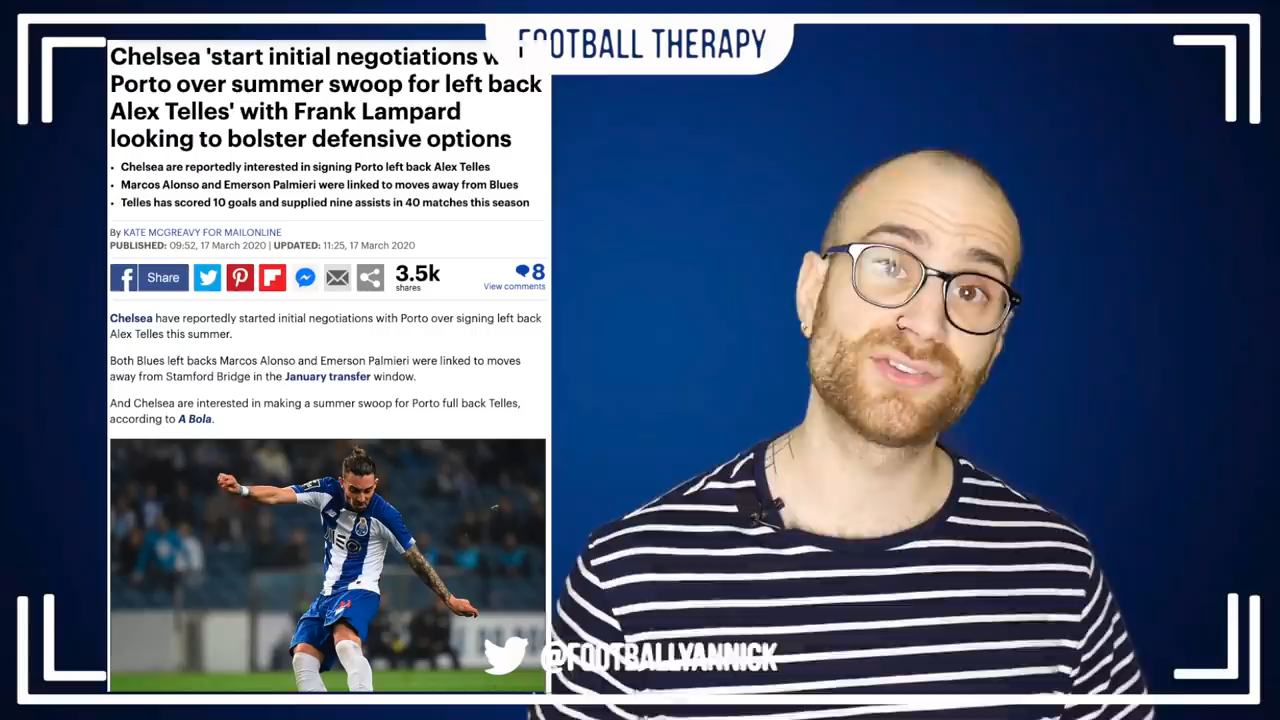 FOOTBALL THERAPY
Chelsea 'start initial negotiations
Porto over summer swoop for left back
Alex Telles' with Frank Lampard
looking to bolster defensive options
• Chelsea are reportedly interested in signing Porto left back Alex Telles
• Marcos Alonso and Emerson Palmieri were linked to moves away from Blues
• Telles has scored 10 goals and supplied nine assists in 40 matches this season
By KATE MCGREAVY FOR MAILONLINE
PUBLISHED: 09:52, 17 March 2020 | UPDATED: 11:25, 17 March 2020
f Share
3.5k
shares
8
View comments
Chelsea have reportedly started initial negotiations with Porto over signing left back
Alex Telles this summer.
Both Blues left backs Marcos Alonso and Emerson Palmieri were linked to moves
away from Stamford Bridge in the January transfer window.
And Chelsea are interested in making a summer swoop for Porto full back Telles,
according to A Bola.
@FOOTBALLYANNICK